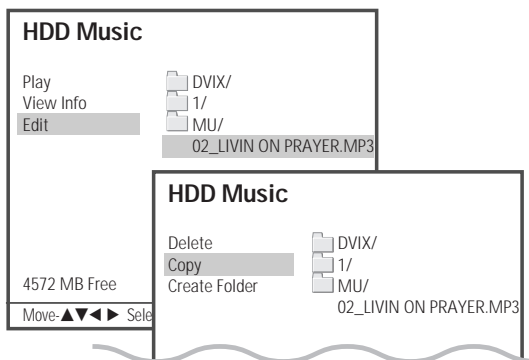 HDD Music
Play
View Info
Edit
DVIX/
1/
MU/
02_LIVIN ON PRAYER.MP3
4572 MB Free
Move-▲▼◀ ▶ Sele
HDD Music
Delete
Copy
Create Folder
DVIX/
1/
MU/
02_LIVIN ON PRAYER.MP3